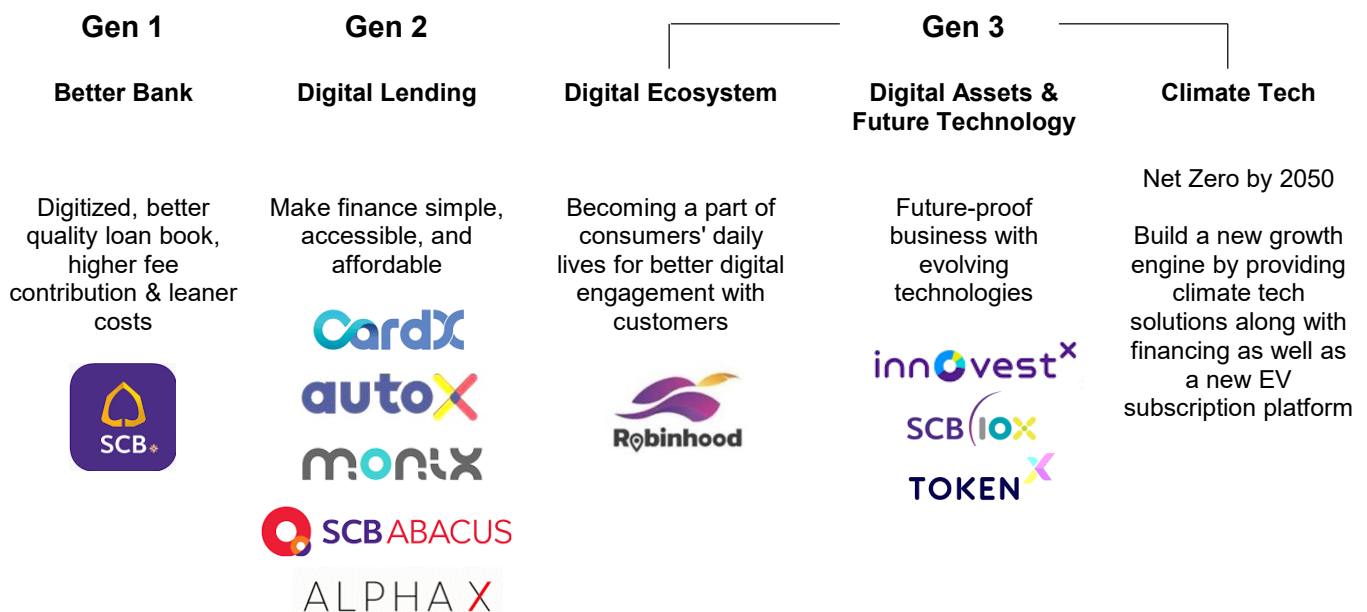 Gen 1
Gen 2
Gen 3
Better Bank
Digital Lending
Digital Ecosystem
Digital Assets &
Future Technology
Climate Tech
Digitized, better
quality loan book,
higher fee
contribution & leaner
costs
SCB
Make finance simple,
accessible, and
affordable
CardX
autoX
monix
SCB ABACUS
ALPHA X
Becoming a part of
consumers' daily
lives for better digital
engagement with
customers
Robinhood
Future-proof
business with
evolving
technologies
innovestx
SCB 10X
TOKEN X
Net Zero by 2050
Build a new growth
engine by providing
climate tech
solutions along with
financing as well as
a new EV
subscription platform